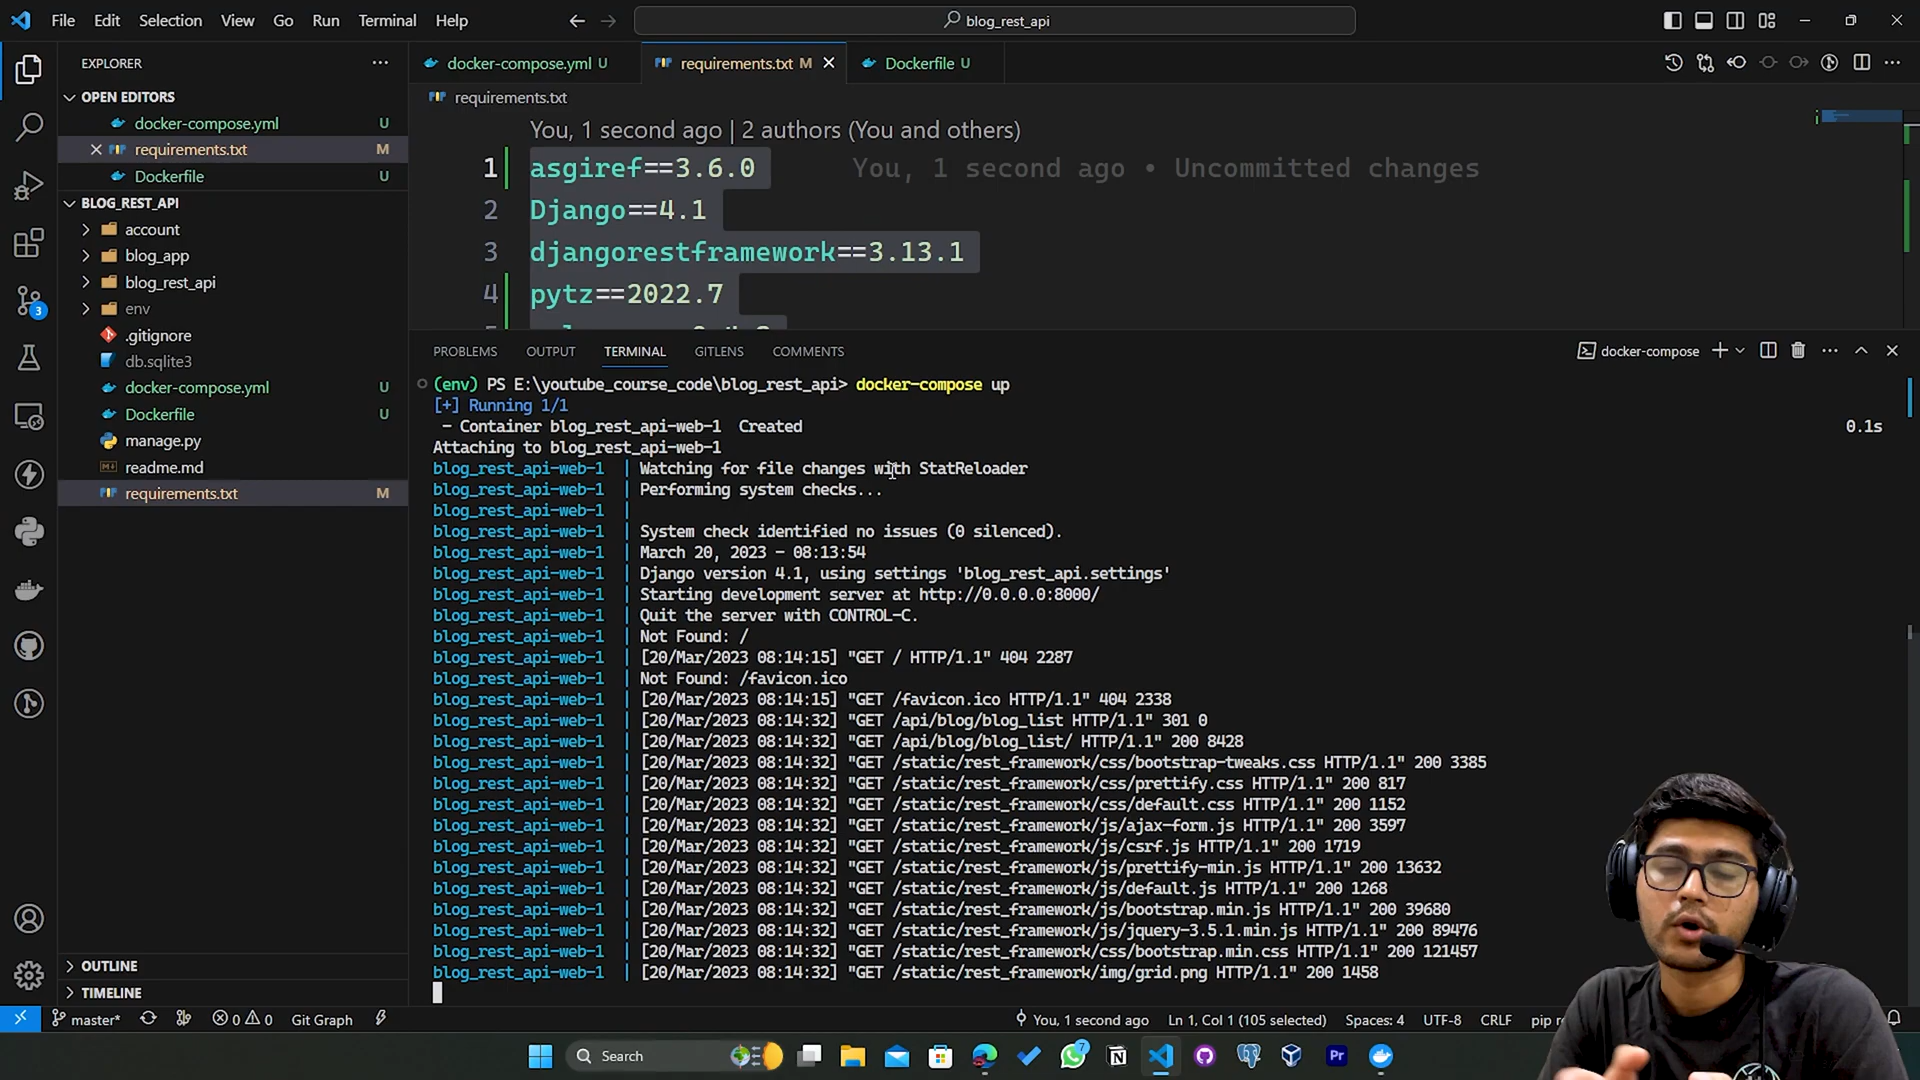 File Edit Selection View Go Run Terminal Help
blog_rest_api
EXPLORER
OPEN EDITORS
docker-compose.yml U
requirements.txt M
Dockerfile U
BLOG_REST_API
account
blog_app
blog_rest_api
env
.gitignore
db.sqlite3
docker-compose.yml U
Dockerfile U
manage.py
readme.md
requirements.txt M
OUTLINE
TIMELINE
3
docker-compose.yml U requirements.txt M Dockerfile U
requirements.txt
You, 1 second ago | 2 authors (You and others)
1 asgiref==3.6.0 You, 1 second ago • Uncommitted changes
2 Django==4.1
3 djangorestframework==3.13.1
4 pytz==2022.7
PROBLEMS OUTPUT TERMINAL GITLENS COMMENTS
docker-compose
(env) PS E:\youtube_course_code\blog_rest_api> docker-compose up
[+] Running 1/1
- Container blog_rest_api-web-1 Created 0.1s
Attaching to blog_rest_api-web-1
blog_rest_api-web-1 | Watching for file changes with StatReloader
blog_rest_api-web-1 | Performing system checks...
blog_rest_api-web-1 |
blog_rest_api-web-1 | System check identified no issues (0 silenced).
blog_rest_api-web-1 | March 20, 2023 - 08:13:54
blog_rest_api-web-1 | Django version 4.1, using settings 'blog_rest_api.settings'
blog_rest_api-web-1 | Starting development server at http://0.0.0.0:8000/
blog_rest_api-web-1 | Quit the server with CONTROL-C.
blog_rest_api-web-1 | Not Found: /
blog_rest_api-web-1 | [20/Mar/2023 08:14:15] "GET / HTTP/1.1" 404 2287
blog_rest_api-web-1 | Not Found: /favicon.ico
blog_rest_api-web-1 | [20/Mar/2023 08:14:15] "GET /favicon.ico HTTP/1.1" 404 2338
blog_rest_api-web-1 | [20/Mar/2023 08:14:32] "GET /api/blog/blog_list HTTP/1.1" 301 0
blog_rest_api-web-1 | [20/Mar/2023 08:14:32] "GET /api/blog/blog_list/ HTTP/1.1" 200 8428
blog_rest_api-web-1 | [20/Mar/2023 08:14:32] "GET /static/rest_framework/css/bootstrap-tweaks.css HTTP/1.1" 200 3385
blog_rest_api-web-1 | [20/Mar/2023 08:14:32] "GET /static/rest_framework/css/prettify.css HTTP/1.1" 200 817
blog_rest_api-web-1 | [20/Mar/2023 08:14:32] "GET /static/rest_framework/css/default.css HTTP/1.1" 200 1152
blog_rest_api-web-1 | [20/Mar/2023 08:14:32] "GET /static/rest_framework/js/ajax-form.js HTTP/1.1" 200 3597
blog_rest_api-web-1 | [20/Mar/2023 08:14:32] "GET /static/rest_framework/js/csrf.js HTTP/1.1" 200 1719
blog_rest_api-web-1 | [20/Mar/2023 08:14:32] "GET /static/rest_framework/js/prettify-min.js HTTP/1.1" 200 13632
blog_rest_api-web-1 | [20/Mar/2023 08:14:32] "GET /static/rest_framework/js/default.js HTTP/1.1" 200 1268
blog_rest_api-web-1 | [20/Mar/2023 08:14:32] "GET /static/rest_framework/js/bootstrap.min.js HTTP/1.1" 200 39680
blog_rest_api-web-1 | [20/Mar/2023 08:14:32] "GET /static/rest_framework/js/jquery-3.5.1.min.js HTTP/1.1" 200 89476
blog_rest_api-web-1 | [20/Mar/2023 08:14:32] "GET /static/rest_framework/css/bootstrap.min.css HTTP/1.1" 200 121457
blog_rest_api-web-1 | [20/Mar/2023 08:14:32] "GET /static/rest_framework/img/grid.png HTTP/1.1" 200 1458
master* 0 0 Git Graph You, 1 second ago Ln 1, Col 1 (105 selected) Spaces: 4 UTF-8 CRLF pip
Search 7 Pr